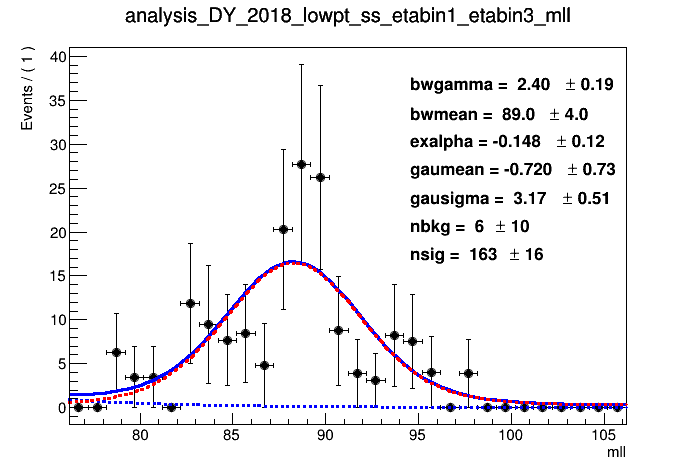 analysis_DY_2018_lowpt_ss_etabin1_etabin3_mll
Events / ( 1 )
40
35
30
25
20
15
10
5
0
bwgamma = 2.40 ± 0.19
bwmean = 89.0 ± 4.0
exalpha = -0.148 ± 0.12
gaumean = -0.720 ± 0.73
gausigma = 3.17 ± 0.51
nbkg = 6 ± 10
nsig = 163 ± 16
80 85 90 95 100 105
mll